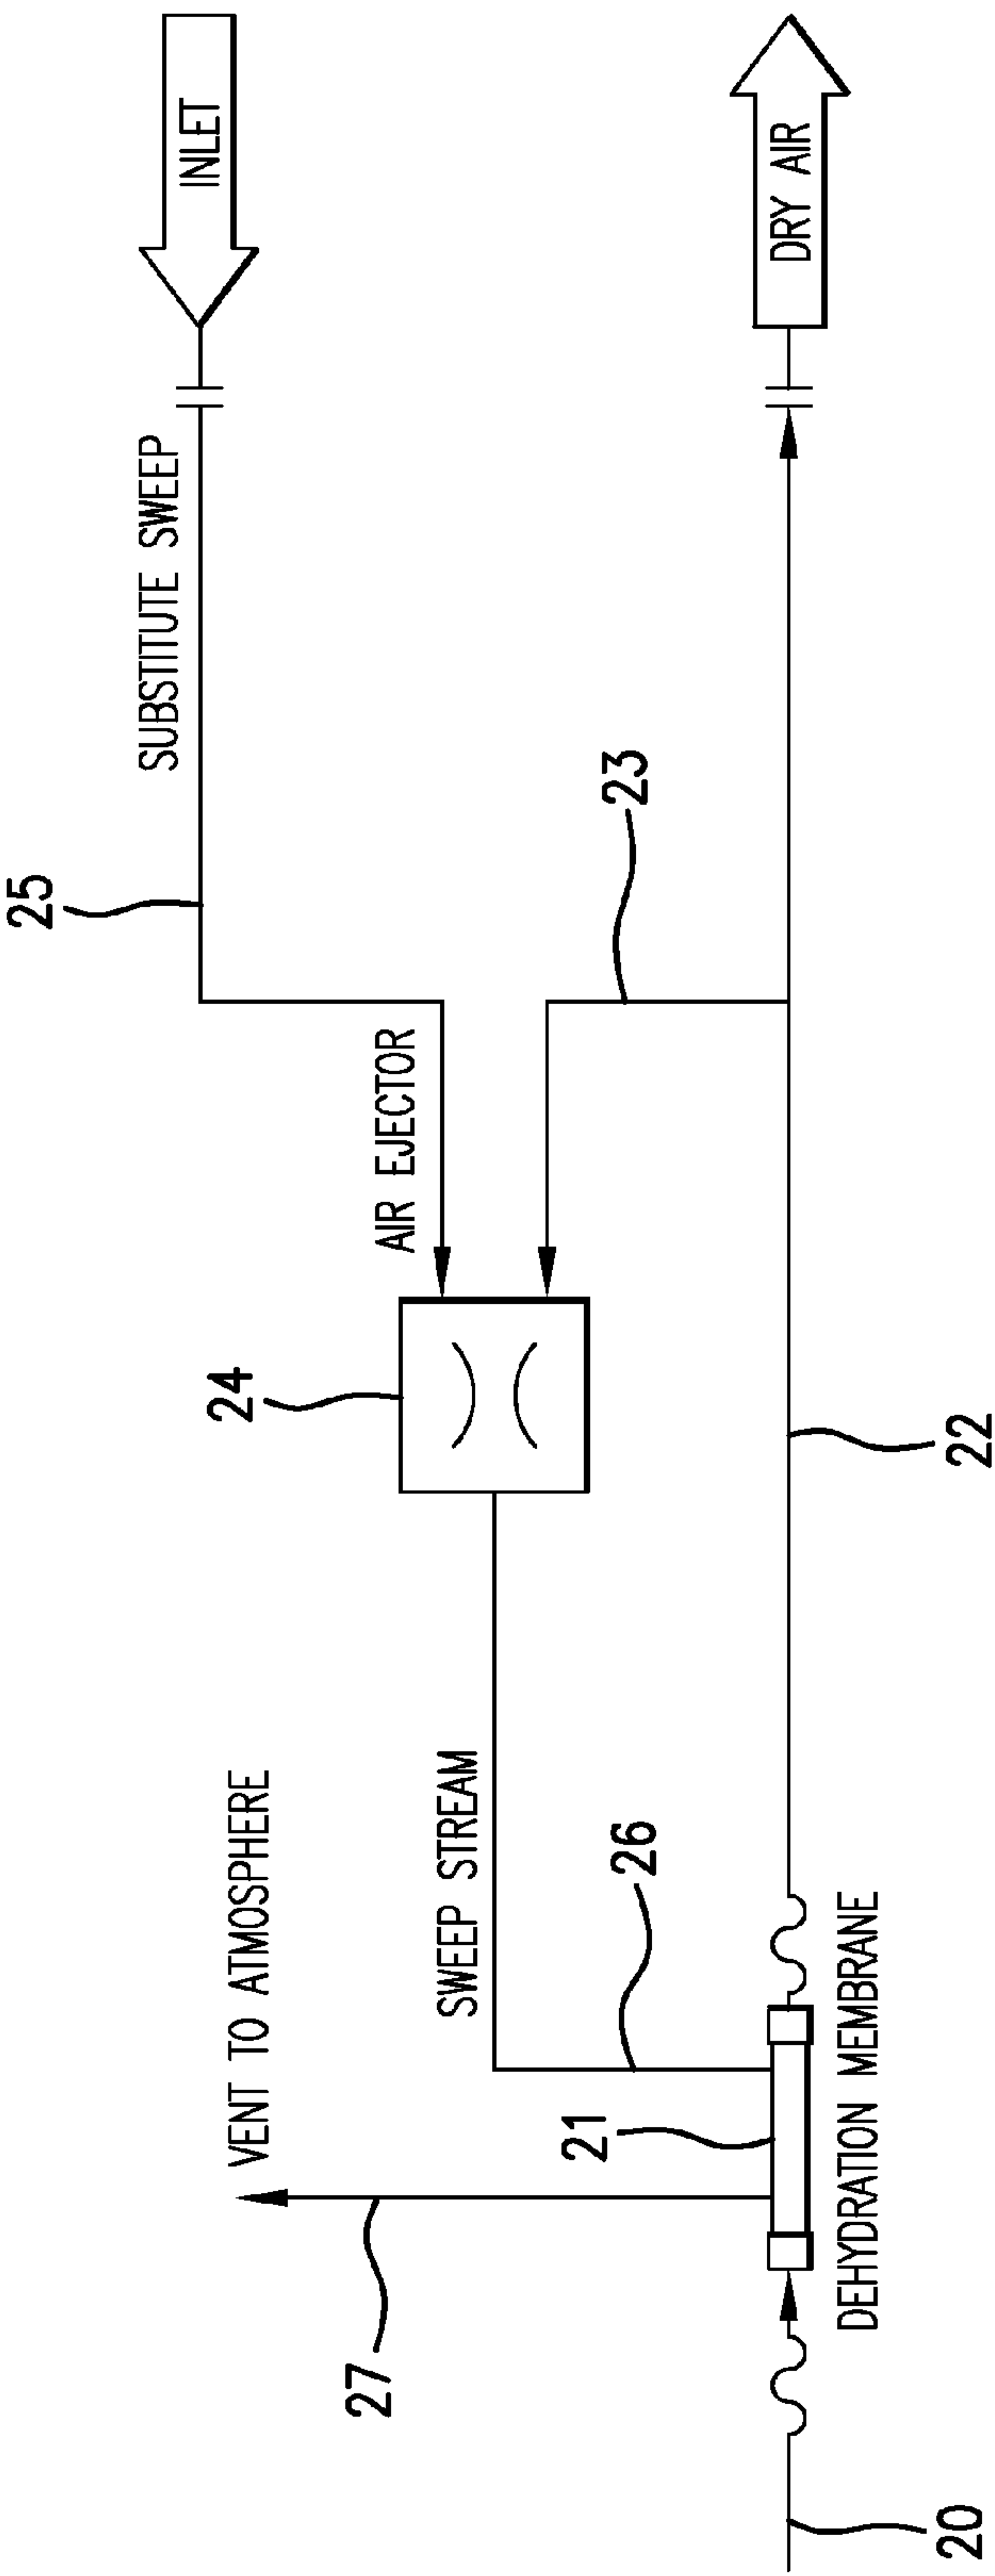 25
INLET
SUBSTITUTE SWEEP
VENT TO ATMOSPHERE
24
AIR EJECTOR
27
SWEEP STREAM
26
23
21
DRY AIR
DEHYDRATION MEMBRANE
20
22